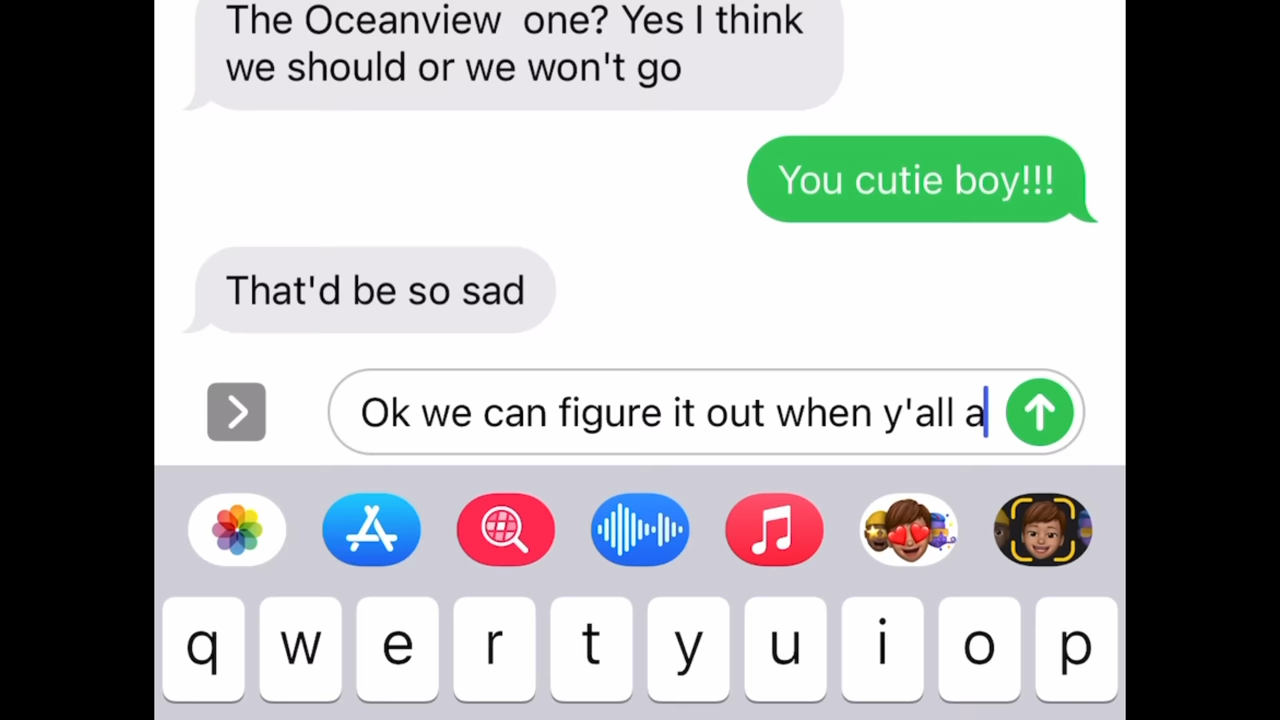 The Oceanview  one? Yes I think
we should or we won't go
You cutie boy!!!
That'd be so sad
Ok we can figure it out when y'all a
q w e r t y u i o p